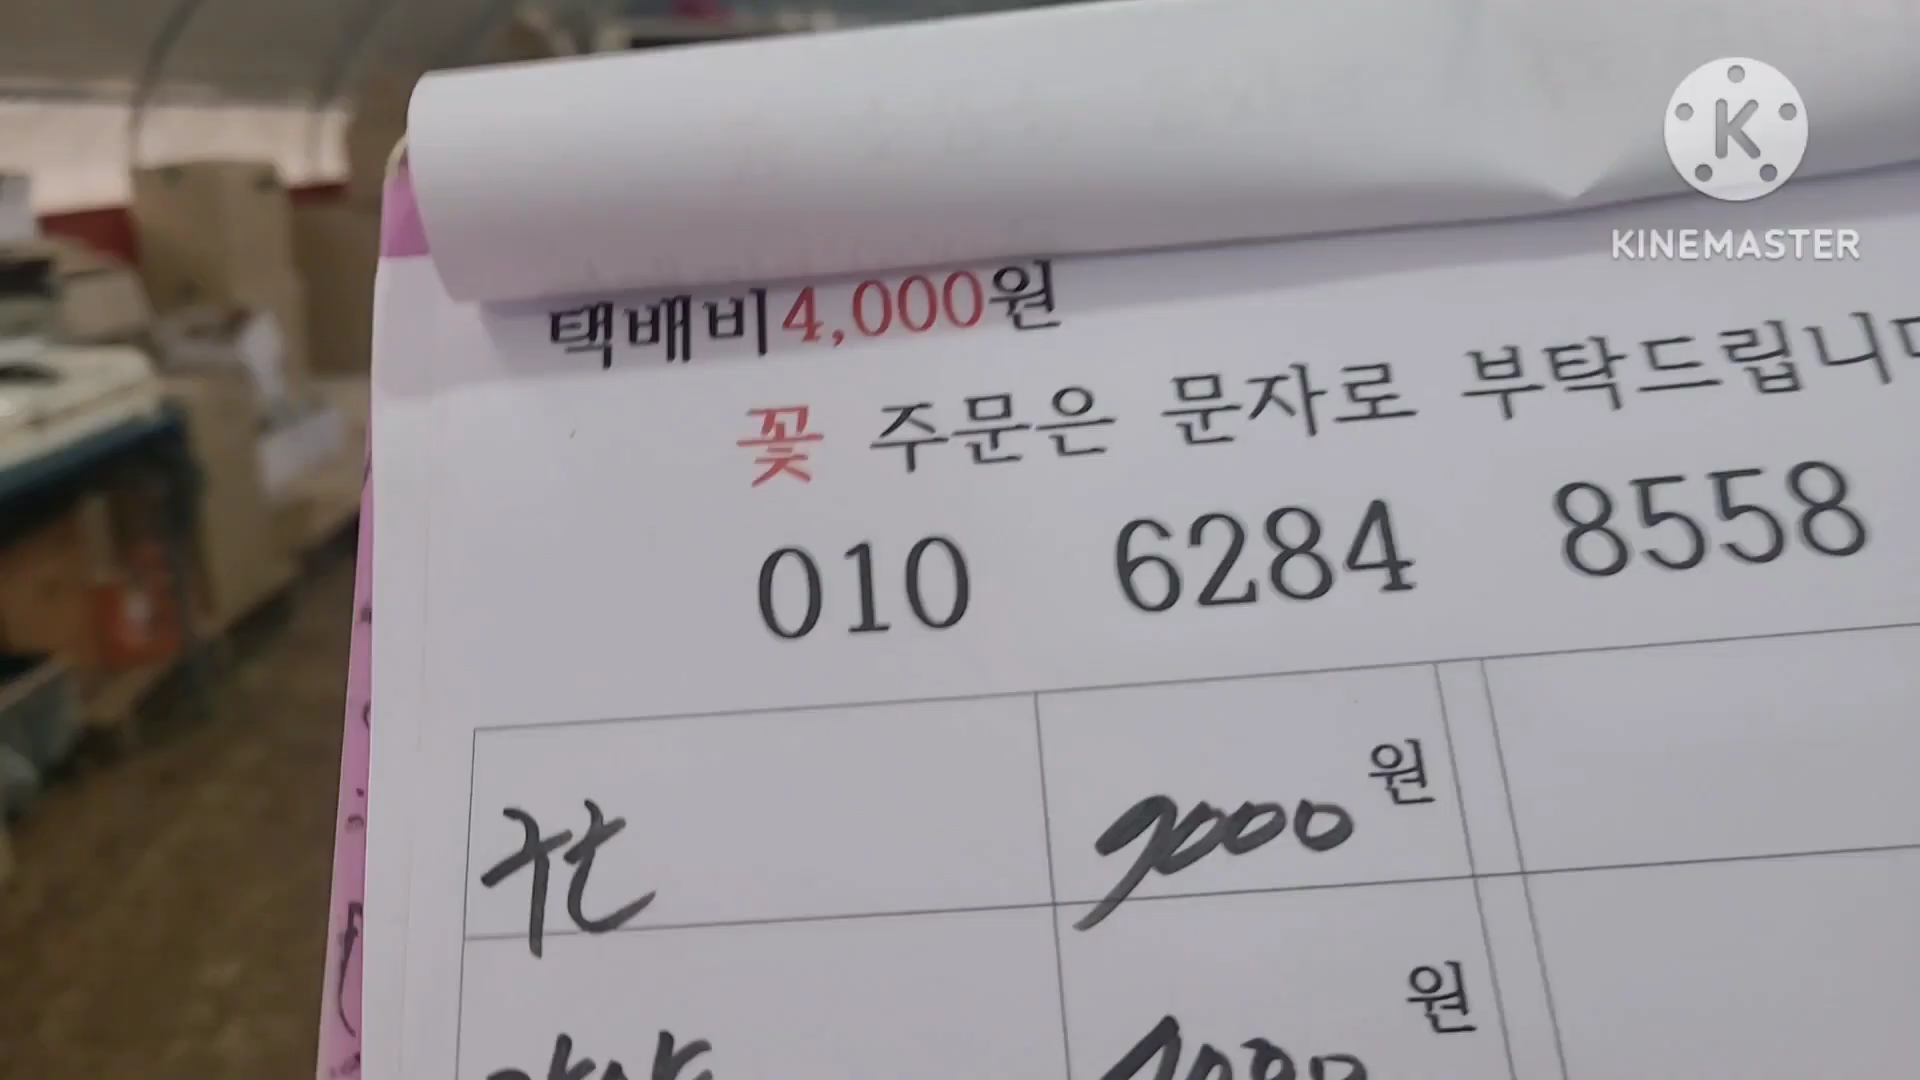 KINEMASTER
택배비4,000원
꽃 주문은 문자로 부탁드립니다
010 6284 8558
9000 원
원